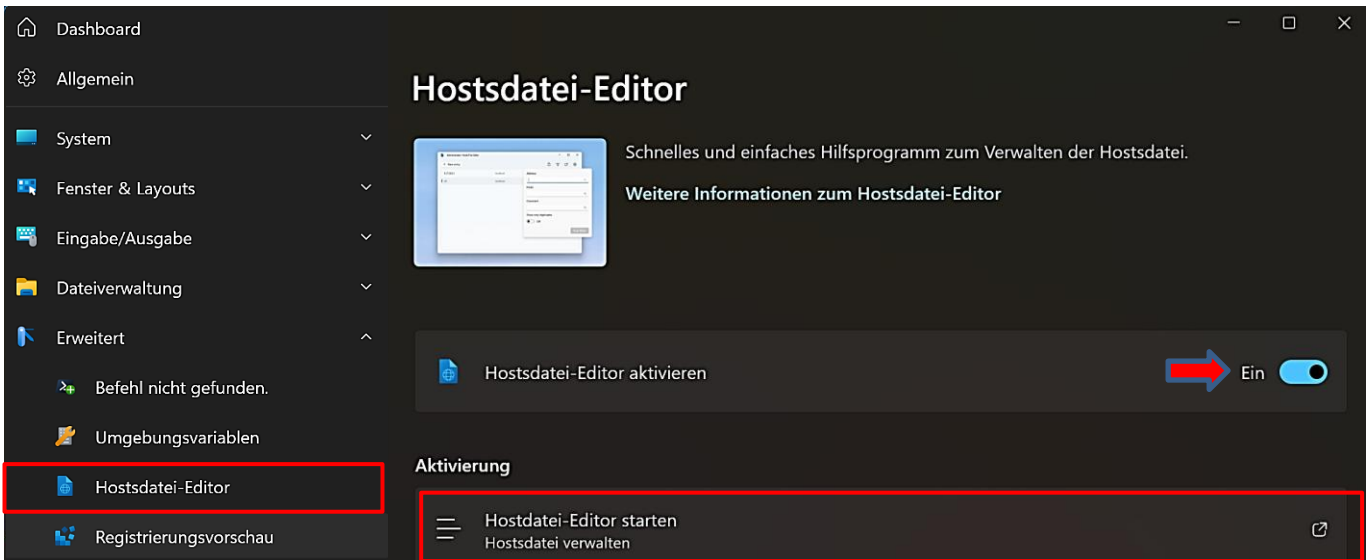 Dashboard
Allgemein
System
Fenster & Layouts
Eingabe/Ausgabe
Dateiverwaltung
Erweitert
Befehl nicht gefunden.
Umgebungsvariablen
Hostsdatei-Editor
Registrierungsvorschau
Hostsdatei-Editor
Schnelles und einfaches Hilfsprogramm zum Verwalten der Hostsdatei.
Weitere Informationen zum Hostsdatei-Editor
Hostsdatei-Editor aktivieren
Ein
Aktivierung
Hostdatei-Editor starten
Hostsdatei verwalten